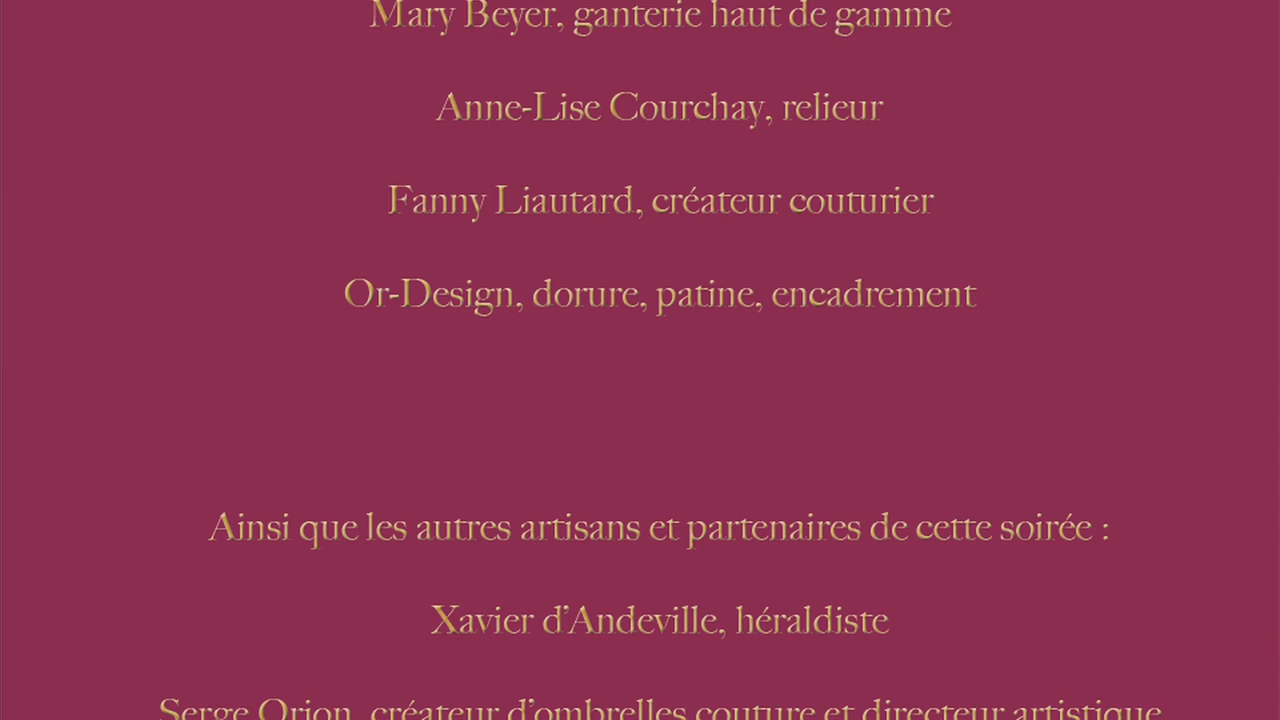 Mary Beyer, ganterie haut de gamme
Anne-Lise Courchay, relieur
Fanny Liautard, créateur couturier
Or-Design, dorure, patine, encadrement
Ainsi que les autres artisans et partenaires de cette soirée :
Xavier d'Andeville, héraldiste
Serge Orion, créateur d'ombrelles couture et directeur artistique